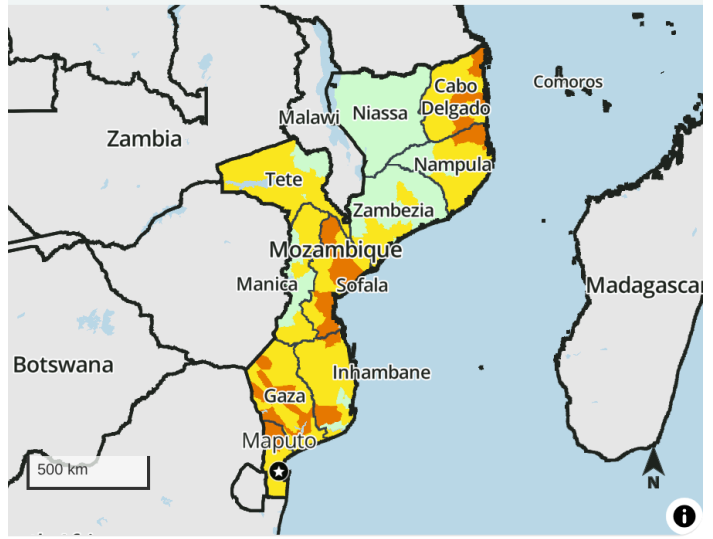 Cabo
Delgado
Comoros
Niassa
Malawi
Zambia
Nampula
Tete
Zambezia
Mozambique
Manica
Sofala
Madagascar
Botswana
Inhambane
Gaza
Maputo
500 km
N